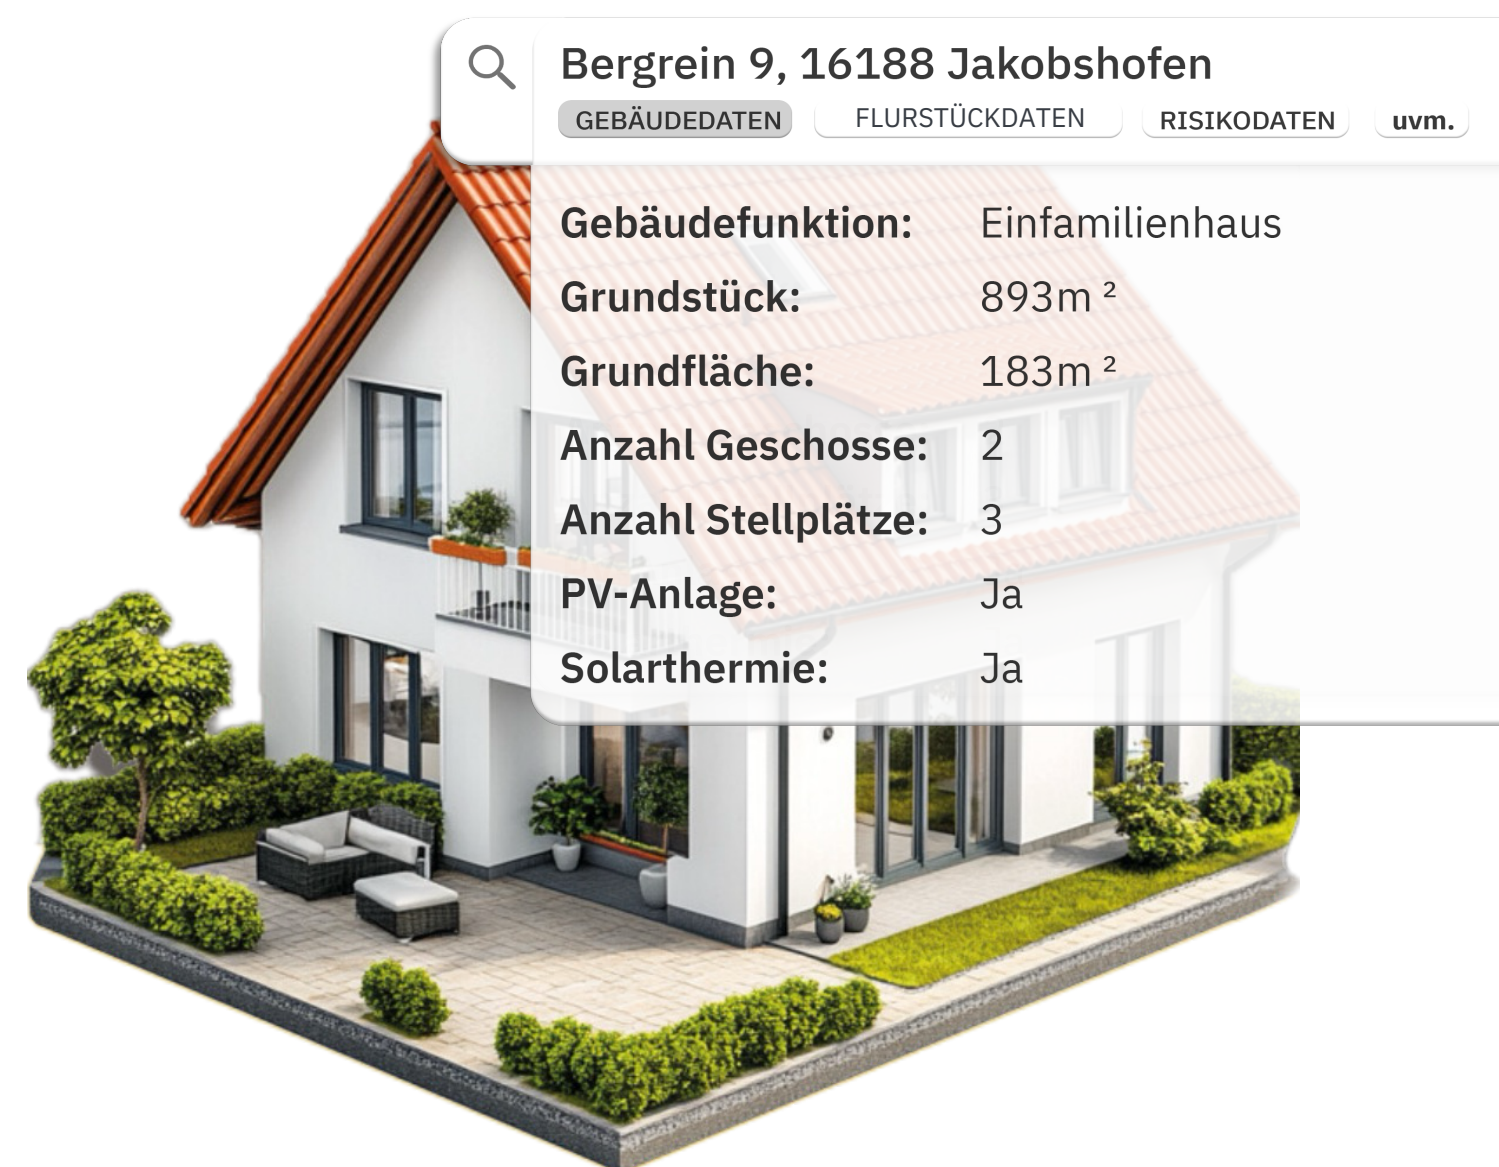 Bergrein 9, 16188 Jakobshofen
GEBÄUDEDATEN FLURSTÜCKDATEN RISIKODATEN uvm.
Gebäudefunktion: Einfamilienhaus
Grundstück: 893m ²
Grundfläche: 183m ²
Anzahl Geschosse: 2
Anzahl Stellplätze: 3
PV-Anlage: Ja
Solarthermie: Ja